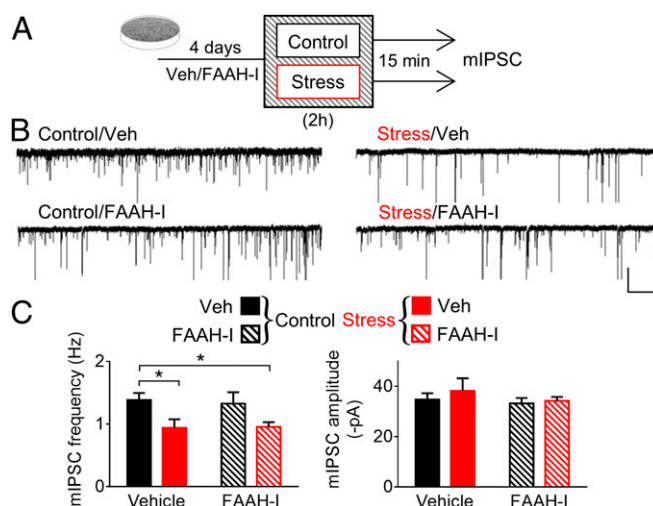 A
4 days
Veh/FAAH-I
Control
Stress
(2h)
15 min
mIPSC
B
Control/Veh
Stress/Veh
Control/FAAH-I
Stress/FAAH-I
C
Veh
FAAH-I
Control
Stress
Veh
FAAH-I
mIPSC frequency (Hz)
2
1
0
*
*
Vehicle
FAAH-I
mIPSC amplitude
(-pA)
40
20
0
Vehicle
FAAH-I